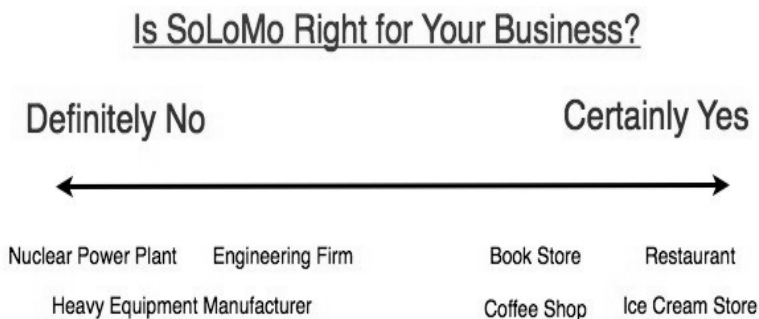 Is SoLoMo Right for Your Business?
Definitely No
Certainly Yes
Nuclear Power Plant
Engineering Firm
Book Store
Restaurant
Heavy Equipment Manufacturer
Coffee Shop
Ice Cream Store